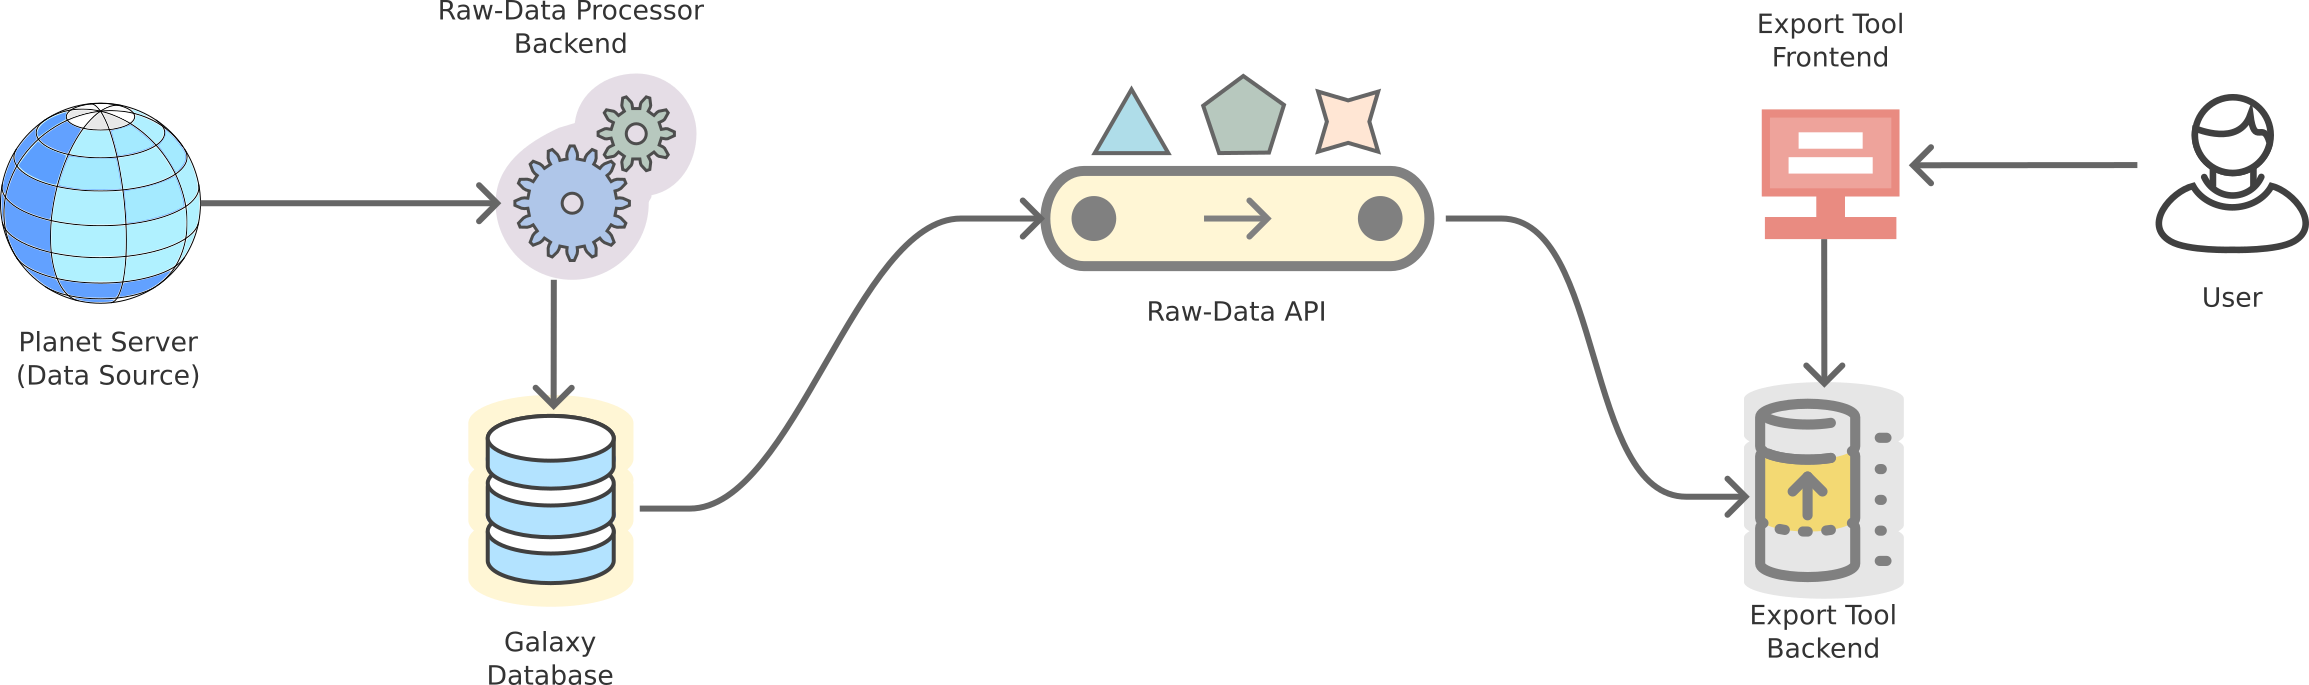 Raw-Data Processor
Backend
Export Tool
Frontend
Planet Server
(Data Source)
Raw-Data API
User
Galaxy
Database
Export Tool
Backend